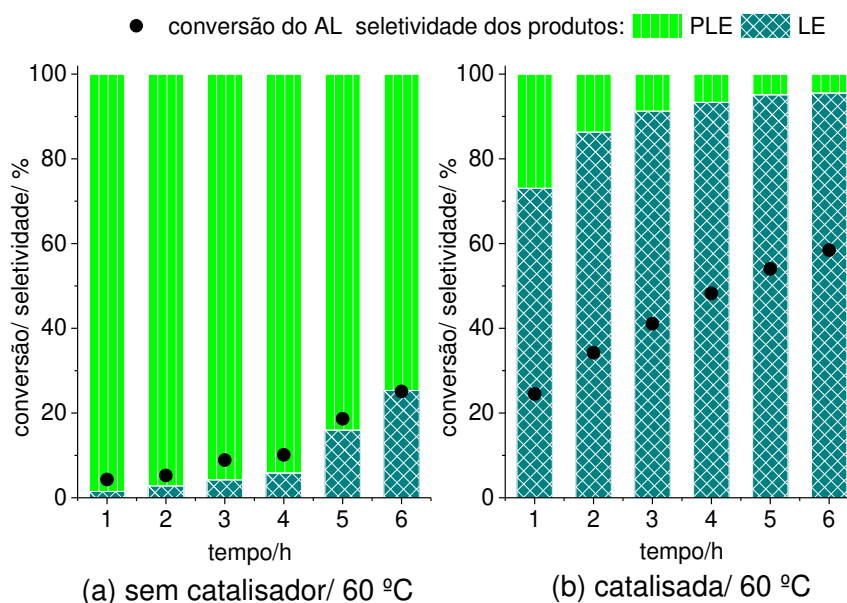 ● conversão do AL seletividade dos produtos: PLE LE
conversão/ seletividade/ %
100
80
60
40
20
0
1 2 3 4 5 6
tempo/h
(a) sem catalisador/ 60 ºC
conversão/ seletividade/ %
100
80
60
40
20
0
1 2 3 4 5 6
tempo/h
(b) catalisada/ 60 ºC